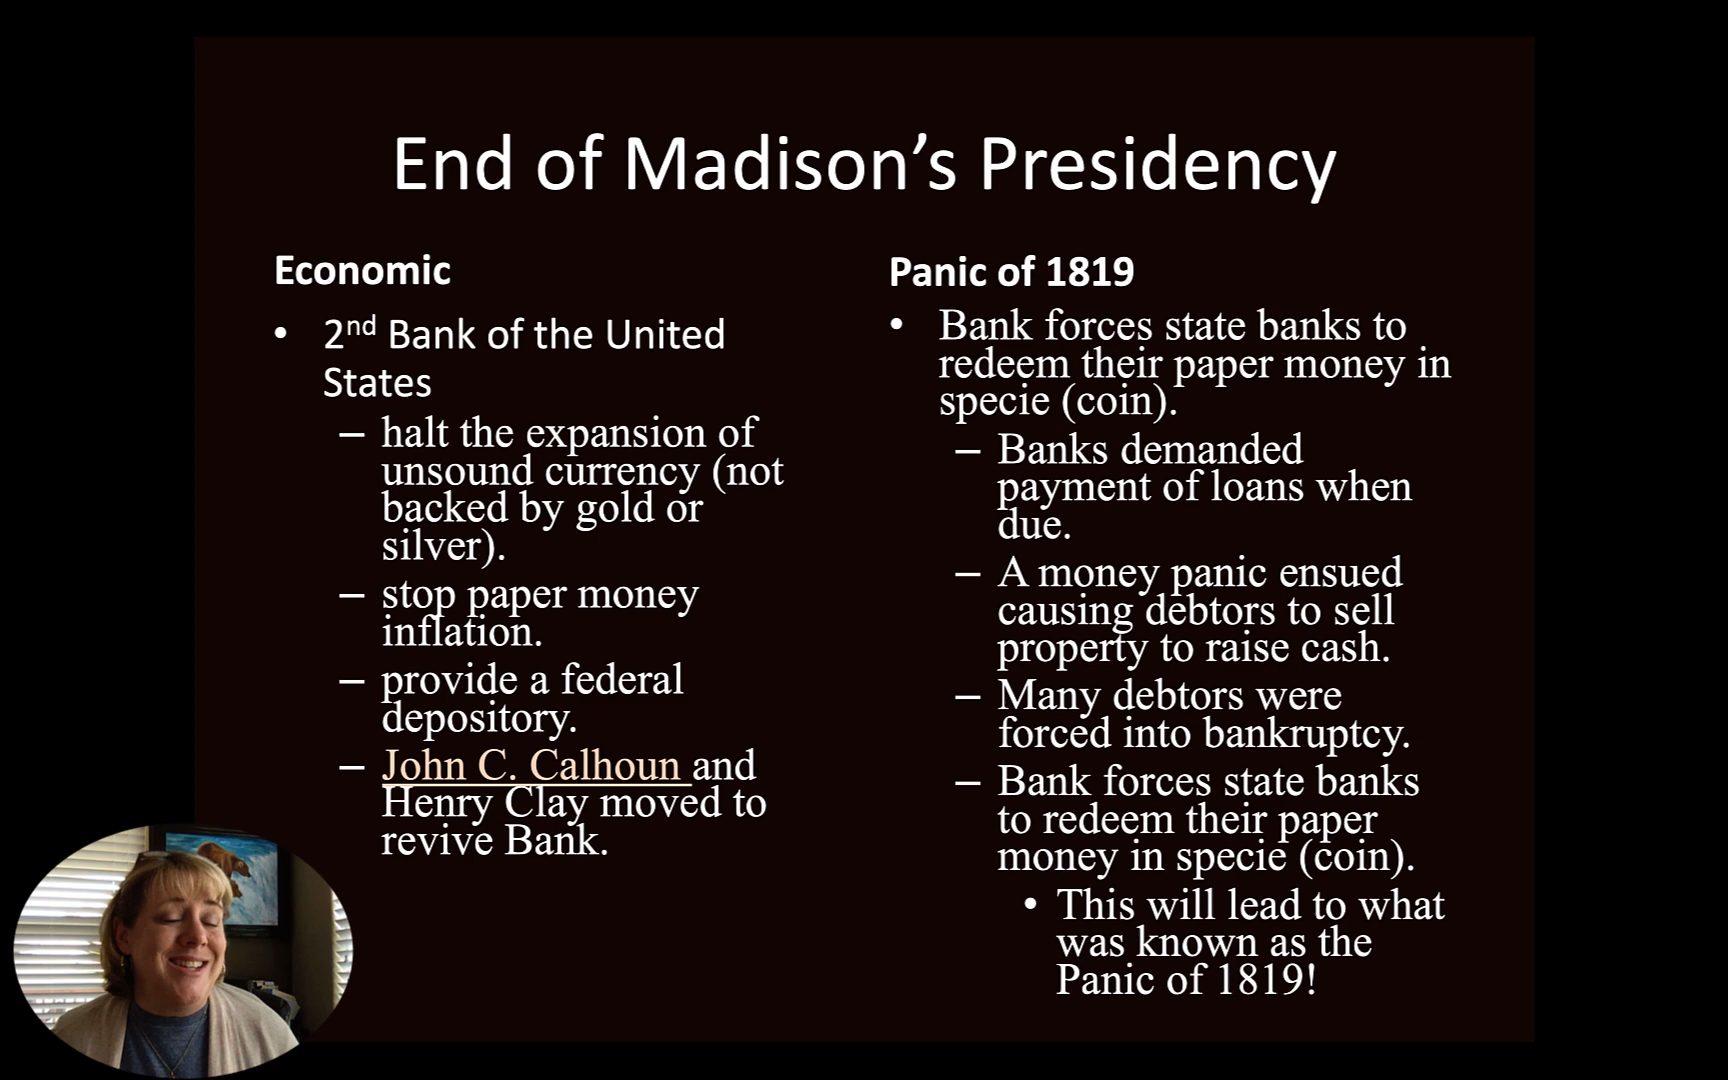 End of Madison’s Presidency
Economic
• 2nd Bank of the United
States
– halt the expansion of
unsound currency (not
backed by gold or
silver).
– stop paper money
inflation.
– provide a federal
depository.
– John C. Calhoun and
Henry Clay moved to
revive Bank.
Panic of 1819
• Bank forces state banks to
redeem their paper money in
specie (coin).
– Banks demanded
payment of loans when
due.
– A money panic ensued
causing debtors to sell
property to raise cash.
– Many debtors were
forced into bankruptcy.
– Bank forces state banks
to redeem their paper
money in specie (coin).
• This will lead to what
was known as the
Panic of 1819!